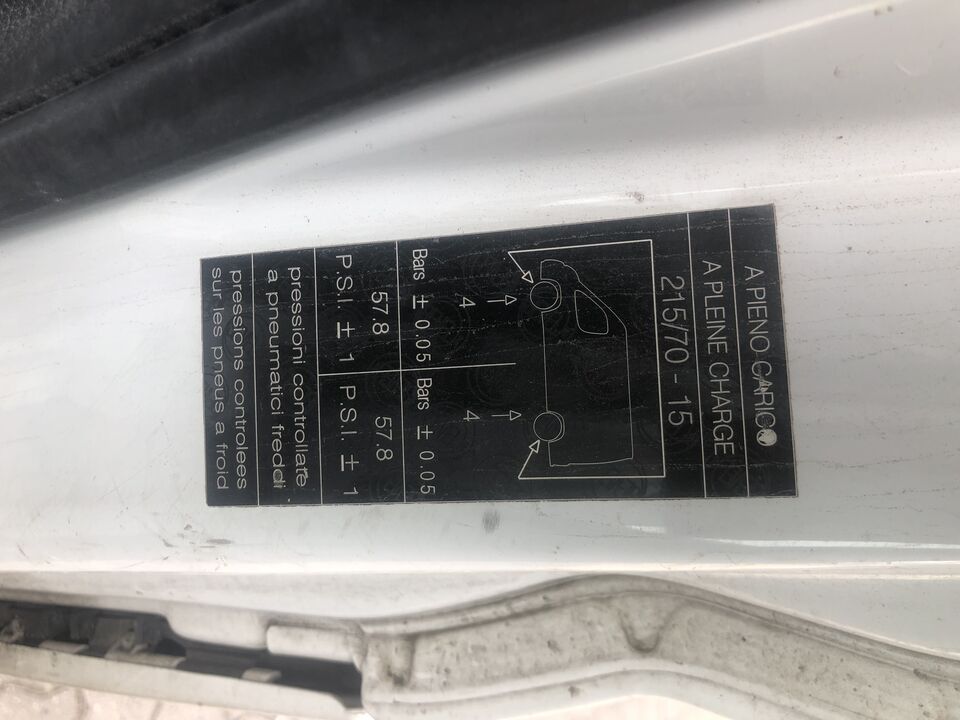 A PIENO CARICO
A PLEINE CHARGE
215/70 - 15
4 4
Bars ± 0.05 Bars ± 0.05
57.8 57.8
P.S.I. ± 1 P.S.I. ± 1
pressioni controllate
a pneumatici freddi
pressions controlees
sur les pneus a froid